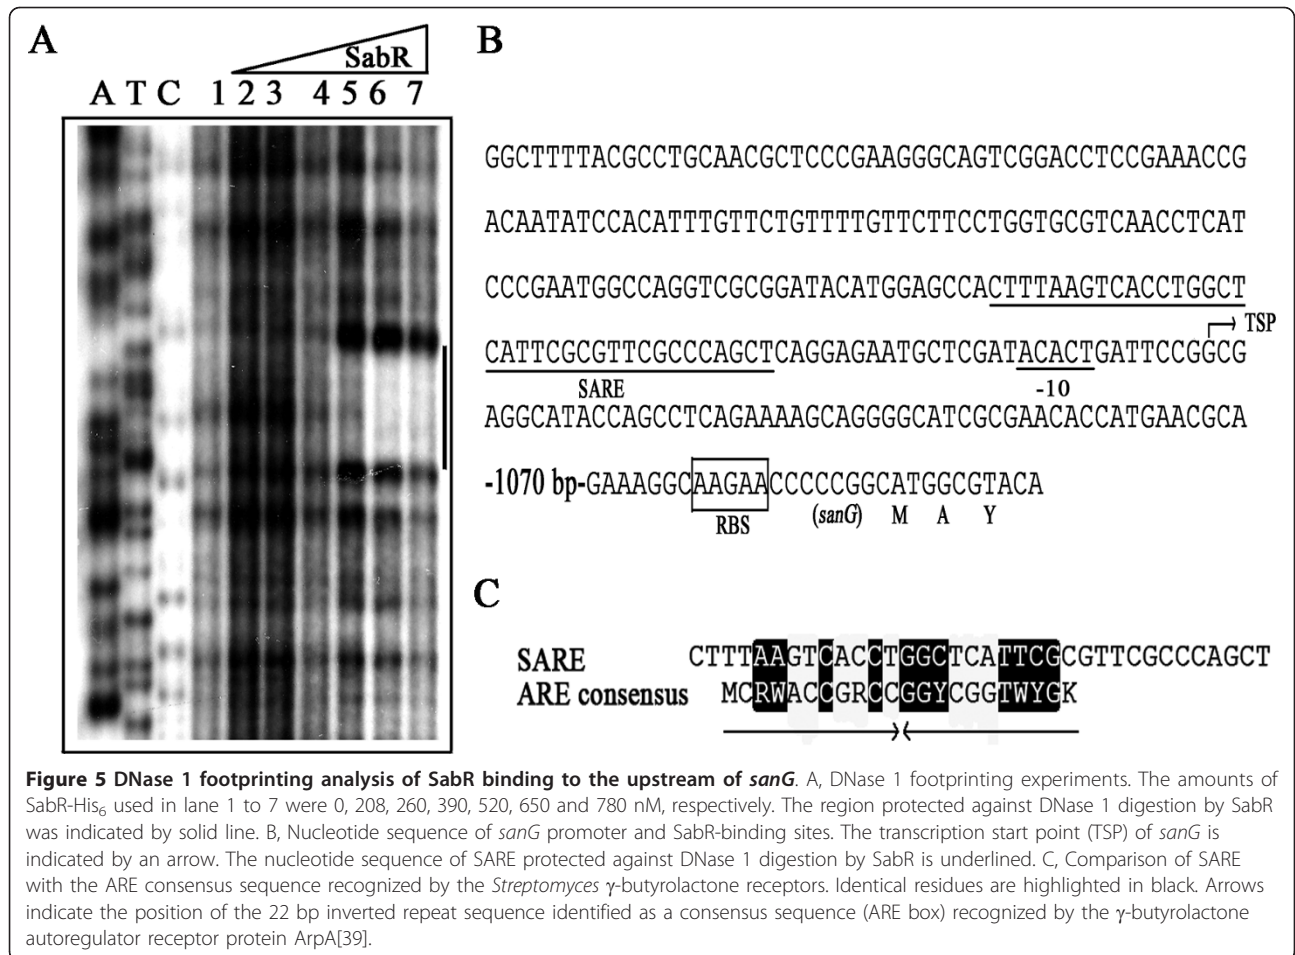 A
SabR
A T C 1 2 3 4 5 6 7
B
GGCTTTTACGCCTGCAACGCTCCCGAAGGGCAGTCGGACCTCCGAAACCG
ACAATATCCACATTTGTTCTGTTTTGTTCTTCCTGGTGCGTCAACCTCAT
CCCGAATGGCCAGGTCGCGGATACATGGAGCCACTTTAAGTCACCTGGCT
TSP
CATTCGCGTTCGCCCAGCTCAGGAGAATGCTCGATACACTGATTCCGGCG
SARE -10
AGGCATACCAGCCTCAGAAAAGCAGGGGCATCGCGAACACCATGAACGCA
-1070 bp-GAAAGGCAAGAACCCCCGGCATGGCGTACA
RBS (sanG) M A Y
C
SARE CTTTAAGTCACCTGGCTCATTCGCGTTCGCCCAGCT
ARE consensus MCRWACCGRCCGGYCGGTWYGK
Figure 5 DNase 1 footprinting analysis of SabR binding to the upstream of sanG. A, DNase 1 footprinting experiments. The amounts of
SabR-His6 used in lane 1 to 7 were 0, 208, 260, 390, 520, 650 and 780 nM, respectively. The region protected against DNase 1 digestion by SabR
was indicated by solid line. B, Nucleotide sequence of sanG promoter and SabR-binding sites. The transcription start point (TSP) of sanG is
indicated by an arrow. The nucleotide sequence of SARE protected against DNase 1 digestion by SabR is underlined. C, Comparison of SARE
with the ARE consensus sequence recognized by the Streptomyces γ-butyrolactone receptors. Identical residues are highlighted in black. Arrows
indicate the position of the 22 bp inverted repeat sequence identified as a consensus sequence (ARE box) recognized by the γ-butyrolactone
autoregulator receptor protein ArpA[39].